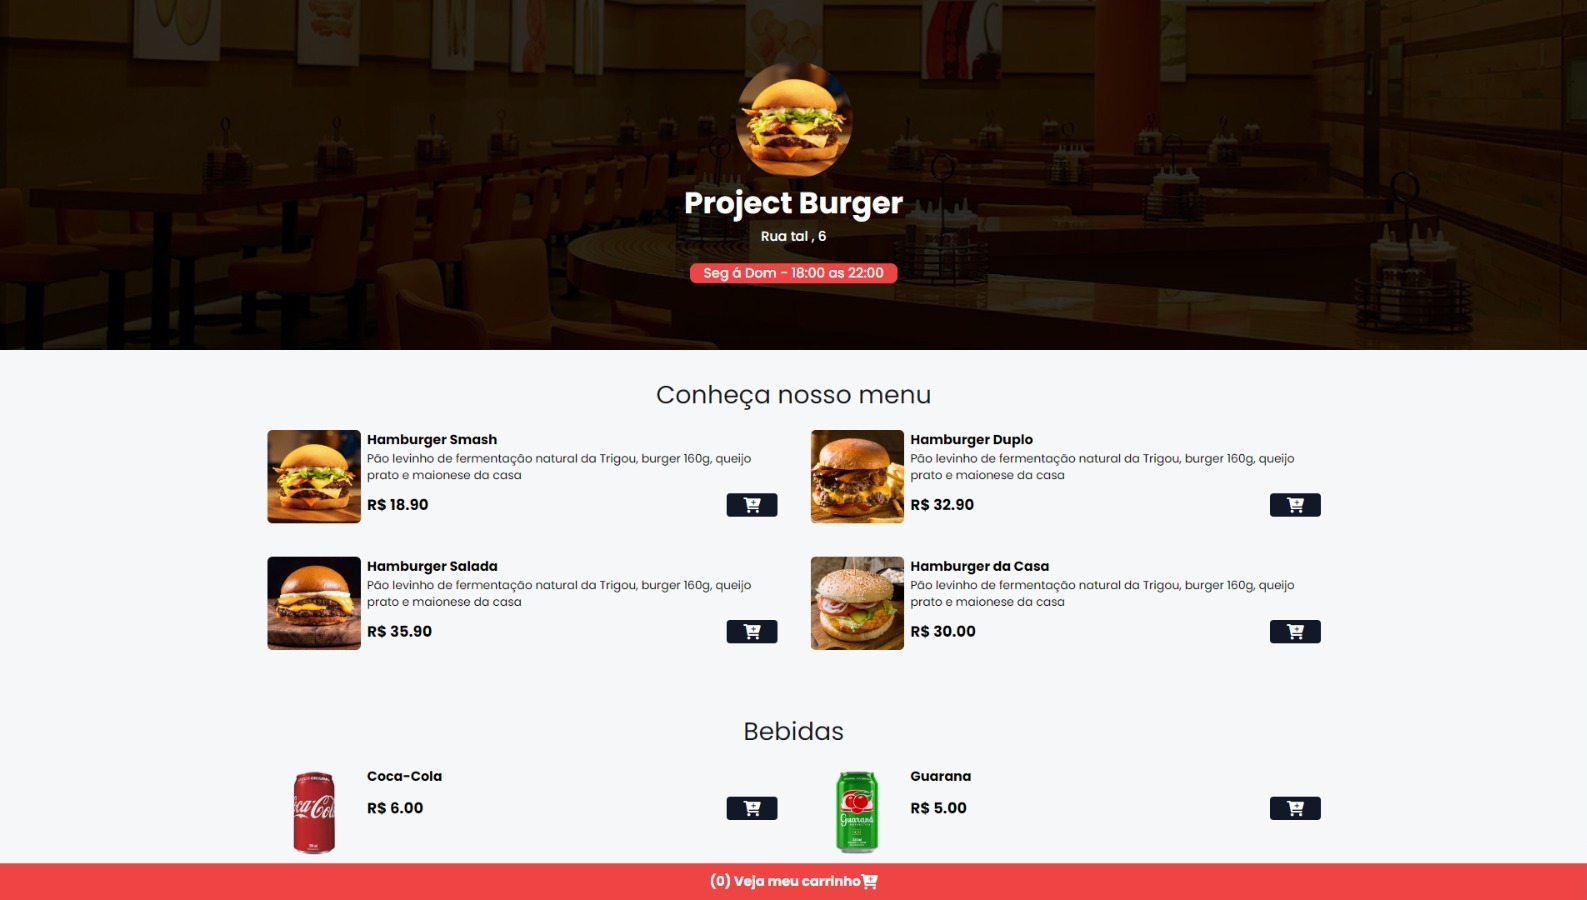 Project Burger
Rua tal , 6
Seg á Dom - 18:00 as 22:00
Conheça nosso menu
Hamburger Smash
Pão levinho de fermentação natural da Trigou, burger 160g, queijo
prato e maionese da casa
R$ 18.90
Hamburger Duplo
Pão levinho de fermentação natural da Trigou, burger 160g, queijo
prato e maionese da casa
R$ 32.90
Hamburger Salada
Pão levinho de fermentação natural da Trigou, burger 160g, queijo
prato e maionese da casa
R$ 35.90
Hamburger da Casa
Pão levinho de fermentação natural da Trigou, burger 160g, queijo
prato e maionese da casa
R$ 30.00
Bebidas
Coca-Cola
R$ 6.00
Guarana
R$ 5.00
(0) Veja meu carrinho